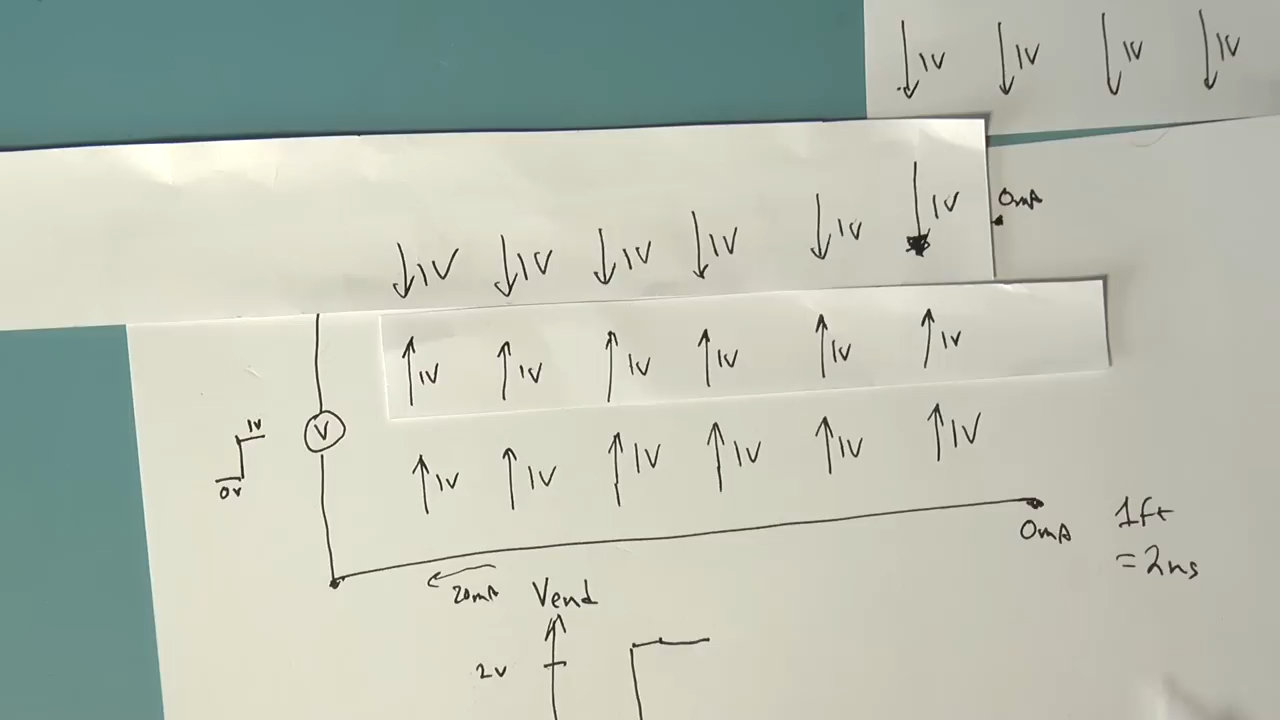 1V 1V 1V 1V
1V 1V 1V 1V 1V 1V
0mA
1V 1V 1V 1V 1V 1V
1V
V
0V
1V 1V 1V 1V 1V 1V
0mA
1ft
=2ns
20mA
Vend
2V